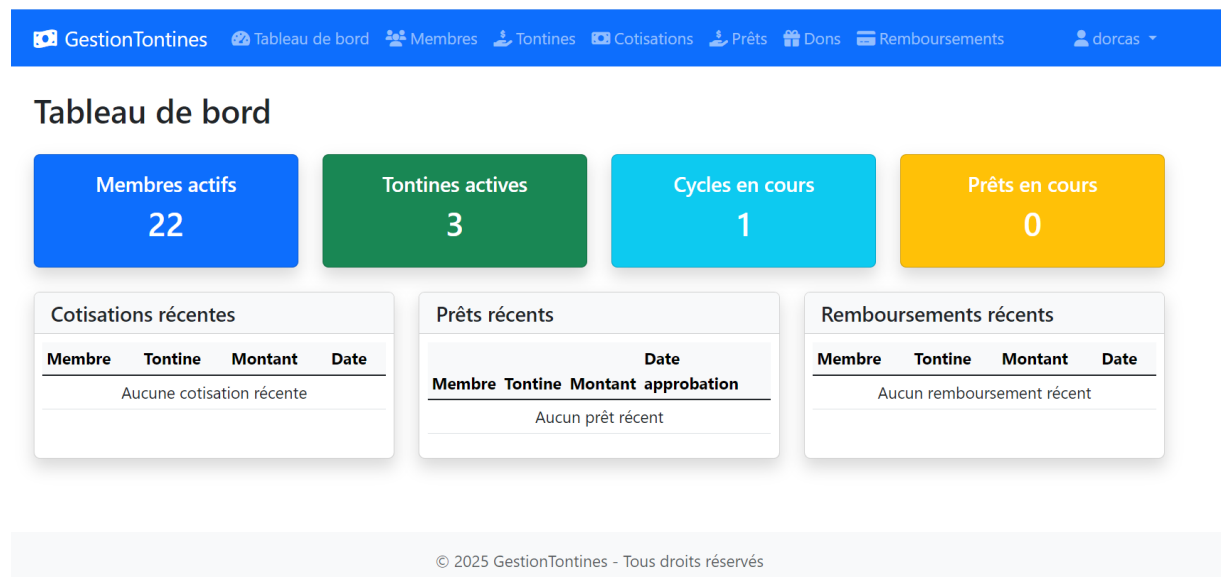 GestionTontines Tableau de bord Membres Tontines Cotisations Prêts Dons Remboursements dorcas
Tableau de bord
Membres actifs
22
Tontines actives
3
Cycles en cours
1
Prêts en cours
0
Cotisations récentes
Membre Tontine Montant Date
Aucune cotisation récente
Prêts récents
Membre Tontine Montant Date approbation
Aucun prêt récent
Remboursements récents
Membre Tontine Montant Date
Aucun remboursement récent
© 2025 GestionTontines - Tous droits réservés